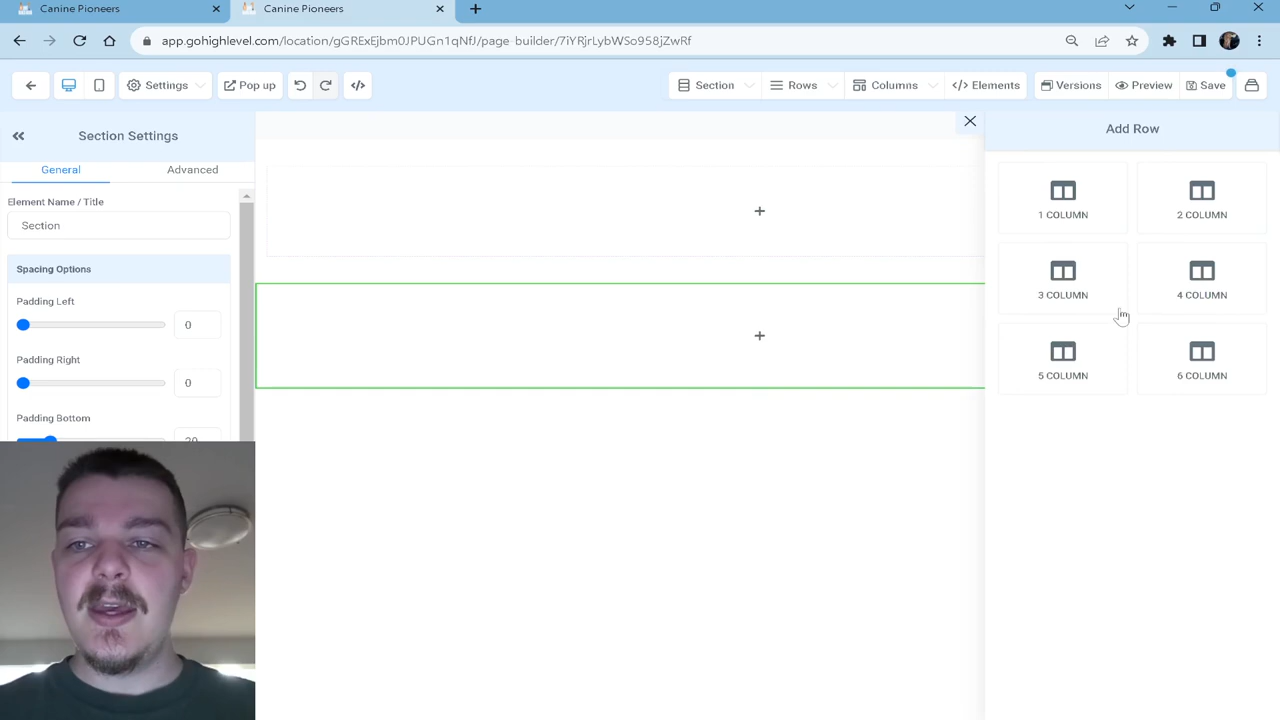 Canine Pioneers
Canine Pioneers
app.gohighlevel.com/location/gGRExEjbm0JPUGn1qNfJ/page-builder/7iYRjrLybWSo958jZwRf
Settings
Pop up
Section
Rows
Columns
Elements
Versions
Preview
Save
Section Settings
General
Advanced
Element Name / Title
Section
Spacing Options
Padding Left
0
Padding Right
0
Padding Bottom
20
Add Row
1 COLUMN
2 COLUMN
3 COLUMN
4 COLUMN
5 COLUMN
6 COLUMN